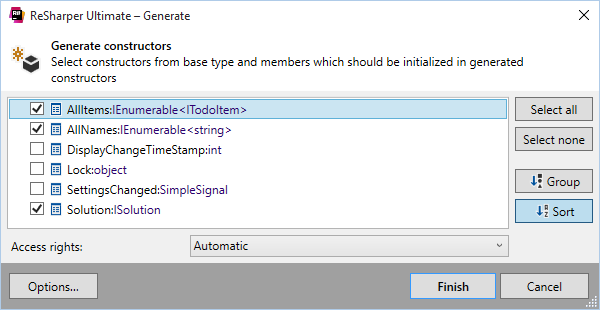 ReSharper Ultimate – Generate
Generate constructors
Select constructors from base type and members which should be initialized in generated
constructors
AllItems:IEnumerable<ITodoItem>
AllNames:IEnumerable<string>
DisplayChangeTimeStamp:int
Lock:object
SettingsChanged:SimpleSignal
Solution:ISolution
Select all
Select none
Group
Sort
Access rights:
Automatic
Options...
Finish
Cancel